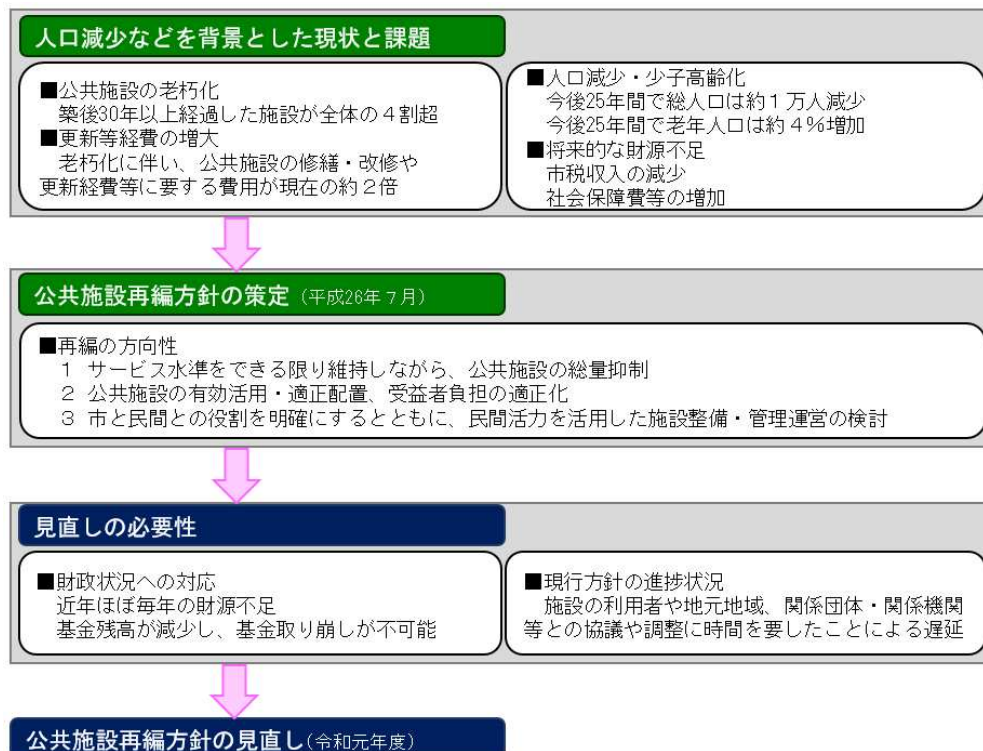 人口減少などを背景とした現状と課題
■公共施設の老朽化
築後30年以上経過した施設が全体の４割超
■更新等経費の増大
老朽化に伴い、公共施設の修繕・改修や
更新経費等に要する費用が現在の約２倍
■人口減少・少子高齢化
今後25年間で総人口は約１万人減少
今後25年間で老年人口は約４％増加
■将来的な財源不足
市税収入の減少
社会保障費等の増加
公共施設再編方針の策定（平成26年７月）
■再編の方向性
１ サービス水準をできる限り維持しながら、公共施設の総量抑制
２ 公共施設の有効活用・適正配置、受益者負担の適正化
３ 市と民間との役割を明確にするとともに、民間活力を活用した施設整備・管理運営の検討
見直しの必要性
■財政状況への対応
近年ほぼ毎年の財源不足
基金残高が減少し、基金取り崩しが不可能
■現行方針の進捗状況
施設の利用者や地元地域、関係団体・関係機関
等との協議や調整に時間を要したことによる遅延
公共施設再編方針の見直し（令和元年度）